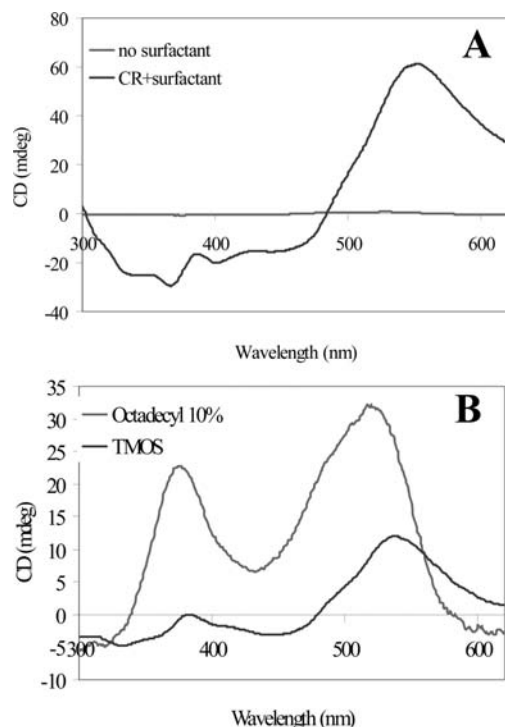 A
no surfactant
CR+surfactant
80
60
40
20
0
-20
-40
300 400 500 600
CD (mdeg)
Wavelength (nm)
B
Octadecyl 10%
TMOS
35
30
25
20
15
10
5
0
-5
-10
300 400 500 600
CD (mdeg)
Wavelength (nm)